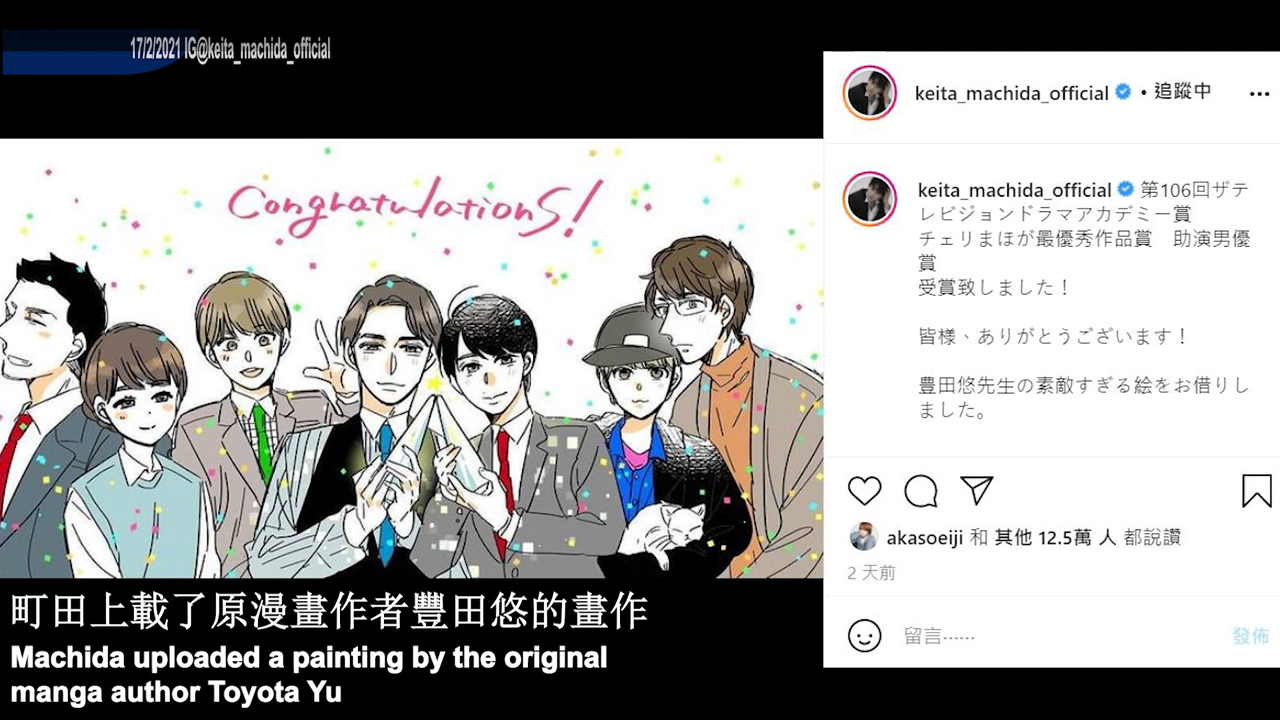 17/2/2021 IG@keita_machida_official
keita_machida_official • 追蹤中
Congratulations!
keita_machida_official 第106回ザテ
レビジョンドラマアカデミー賞
チェリまほが最優秀作品賞　助演男優
賞
受賞致しました！
皆様、ありがとうございます！
豊田悠先生の素敵すぎる絵をお借りし
ました。
akasoeiji 和 其他 12.5萬 人 都說讚
2 天前
留言......
發佈
町田上載了原漫畫作者豐田悠的畫作
Machida uploaded a painting by the original
manga author Toyota Yu